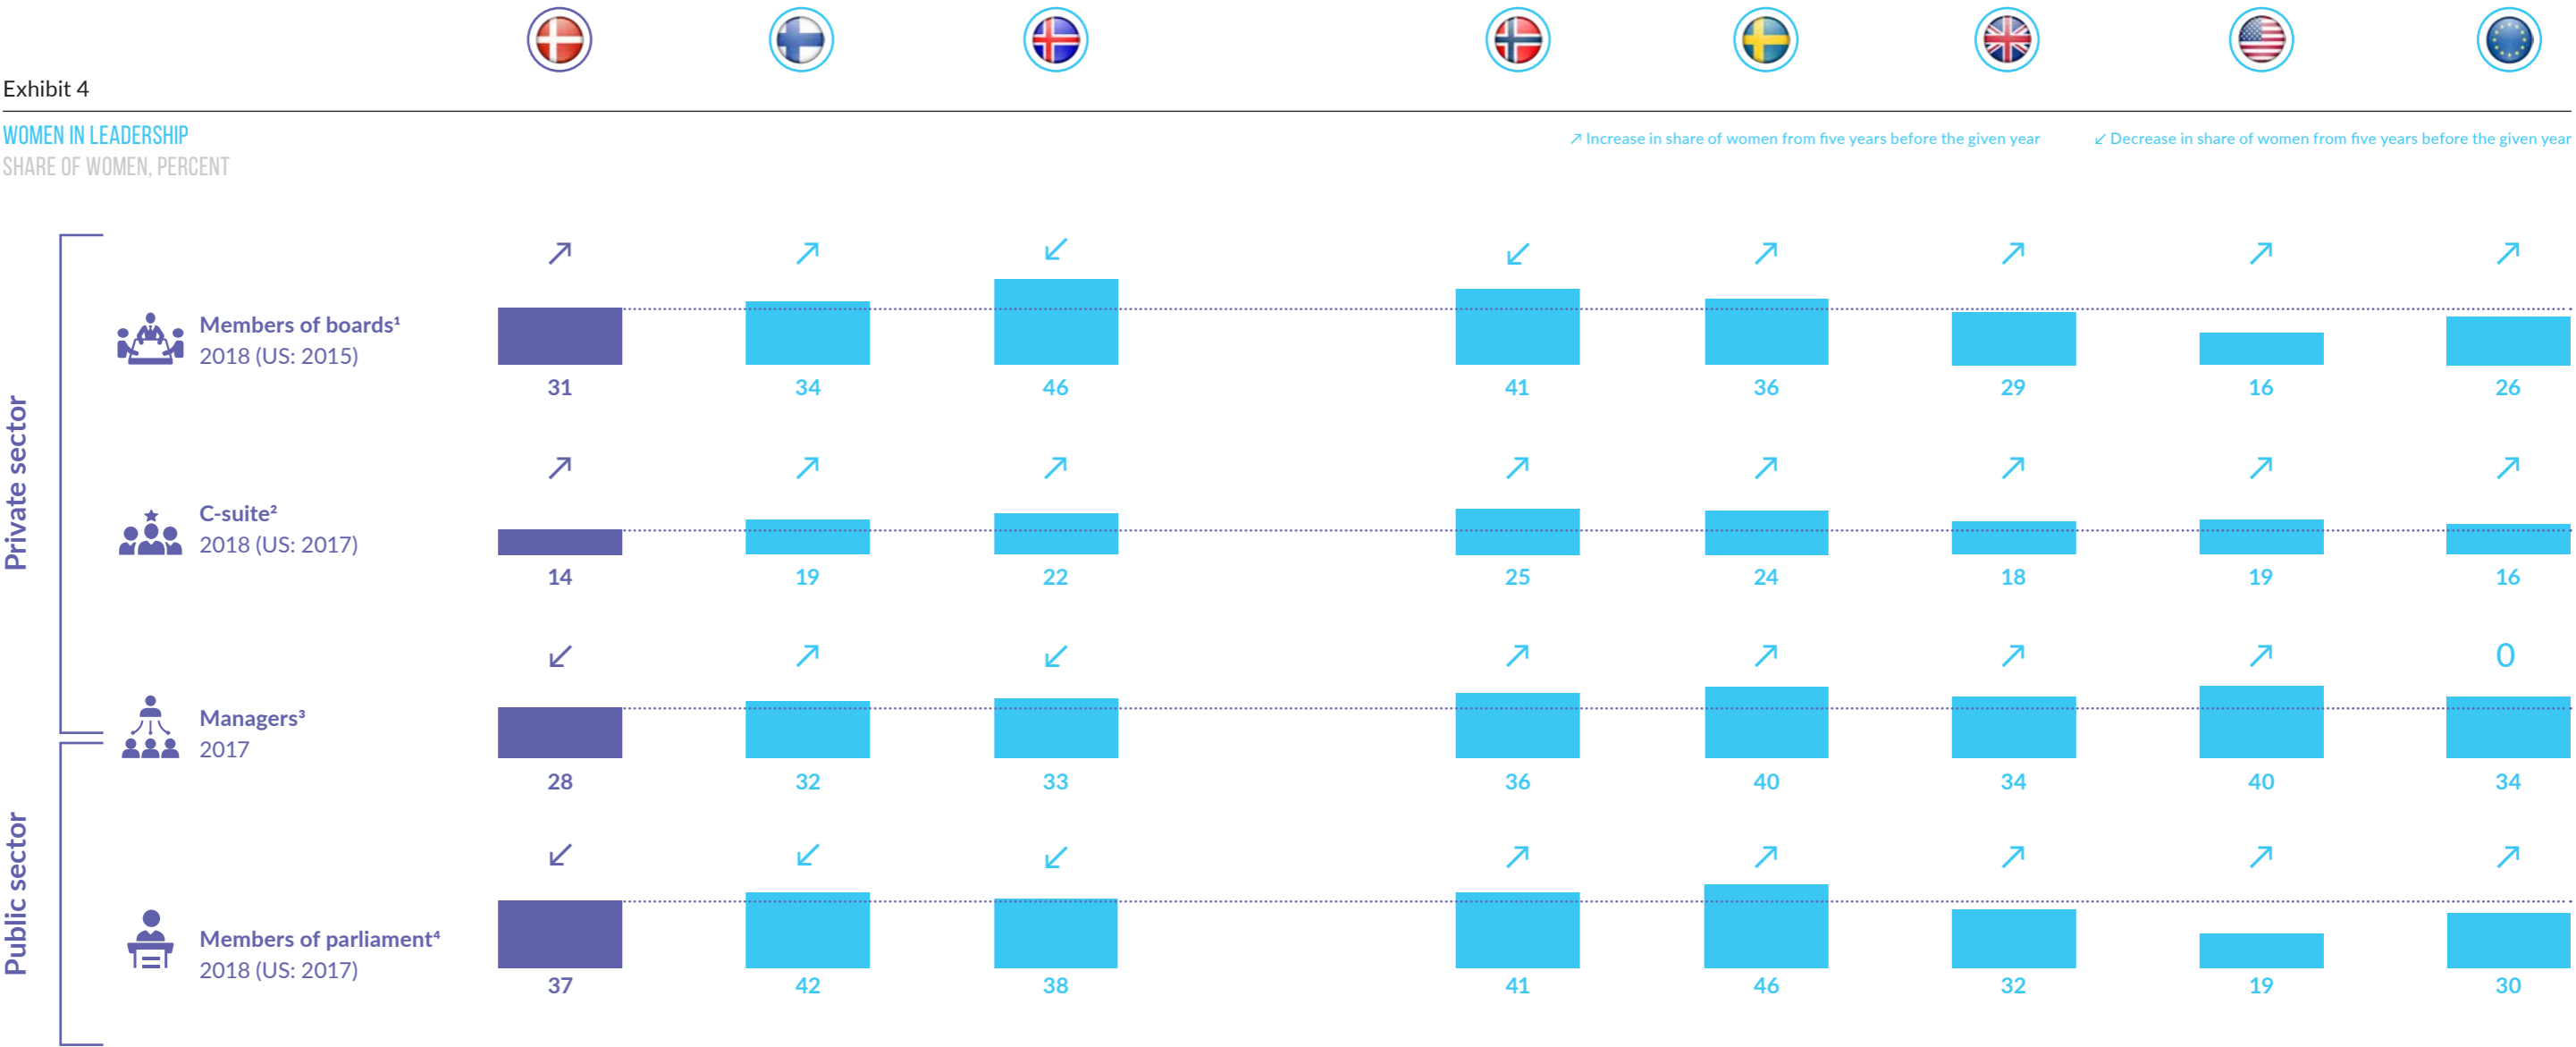 Exhibit 4
WOMEN IN LEADERSHIP
SHARE OF WOMEN, PERCENT
↗ Increase in share of women from five years before the given year
↙ Decrease in share of women from five years before the given year
Private sector
Members of boards¹
2018 (US: 2015)
31 34 46 41 36 29 16 26
C-suite²
2018 (US: 2017)
14 19 22 25 24 18 19 16
0
Managers³
2017
28 32 33 36 40 34 40 34
Public sector
Members of parliament⁴
2018 (US: 2017)
37 42 38 41 46 32 19 30